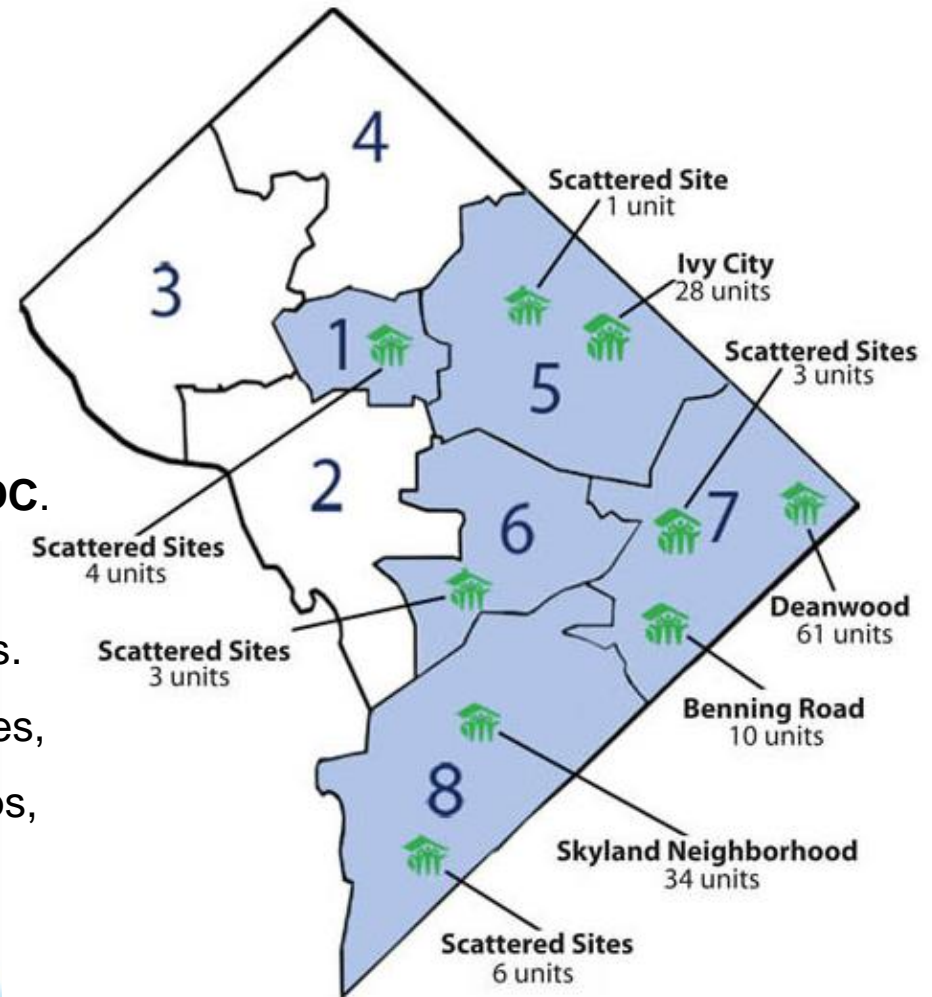 4
Scattered Site
1 unit
Ivy City
28 units
3
1
Scattered Sites
3 units
5
2
DC.
6
7
Scattered Sites
4 units
Deanwood
61 units
s.
Scattered Sites
3 units
es,
Benning Road
10 units
8
os,
Skyland Neighborhood
34 units
Scattered Sites
6 units